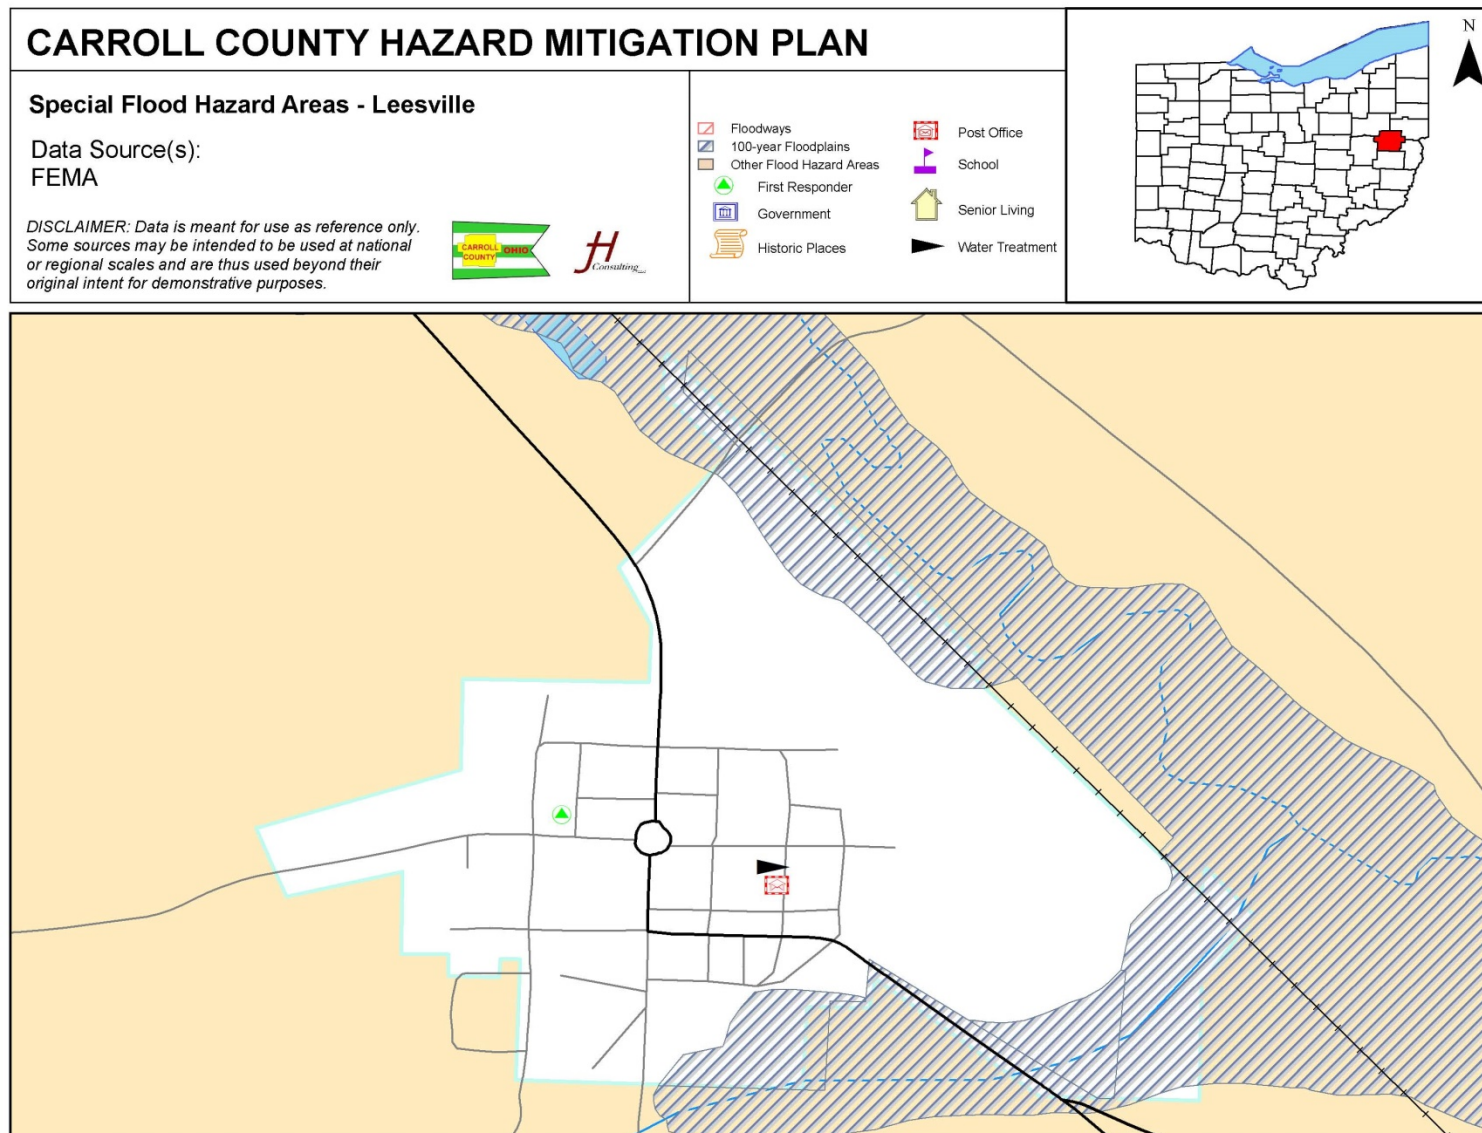 CARROLL COUNTY HAZARD MITIGATION PLAN
Special Flood Hazard Areas - Leesville
Data Source(s):
FEMA
DISCLAIMER: Data is meant for use as reference only.
Some sources may be intended to be used at national
or regional scales and are thus used beyond their
original intent for demonstrative purposes.
CARROLL
COUNTY
OHIO
JH
Consulting
Floodways
100-year Floodplains
Other Flood Hazard Areas
First Responder
Government
Historic Places
Post Office
School
Senior Living
Water Treatment
N